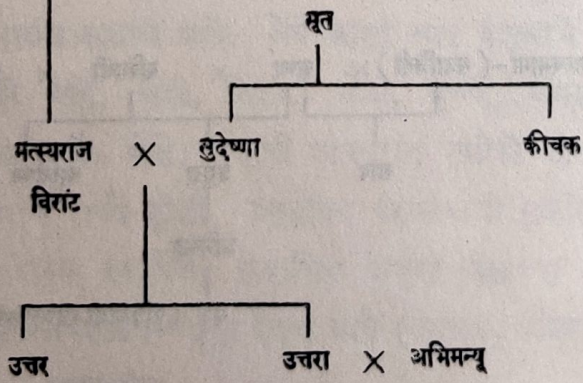 सूत
मत्स्यराज X सुदेष्णा कीचक
विरांट
उत्तर उत्तरा X अभिमन्यू